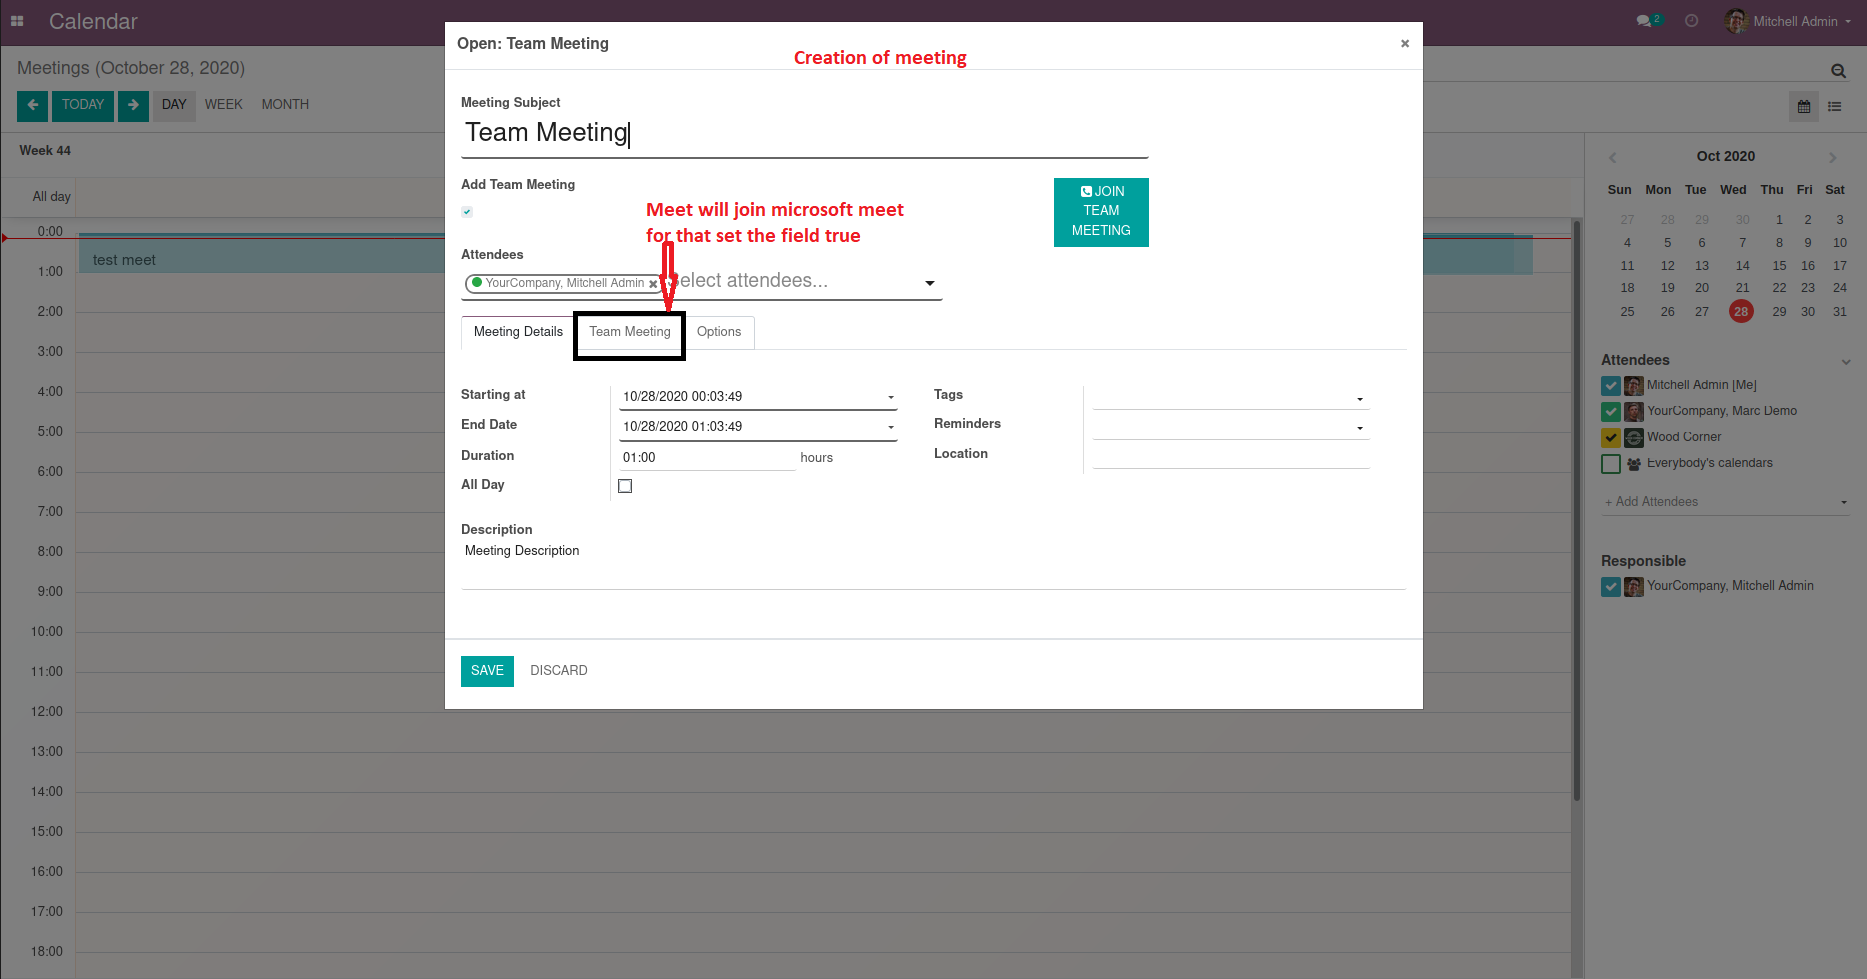 Calendar
2
Mitchell Admin
Meetings (October 28, 2020)
TODAY
DAY
WEEK
MONTH
Week 44
All day
0:00
test meet
1:00
2:00
3:00
4:00
5:00
6:00
7:00
8:00
9:00
10:00
11:00
12:00
13:00
14:00
15:00
16:00
17:00
18:00
Open: Team Meeting
×
Creation of meeting
Meeting Subject
Team Meeting
Add Team Meeting
JOIN
TEAM
MEETING
Meet will join microsoft meet
for that set the field true
Attendees
YourCompany, Mitchell Admin
Select attendees...
Meeting Details
Team Meeting
Options
Starting at
10/28/2020 00:03:49
End Date
10/28/2020 01:03:49
Duration
01:00 hours
All Day
Tags
Reminders
Location
Description
Meeting Description
SAVE
DISCARD
Oct 2020
Sun Mon Tue Wed Thu Fri Sat
27 28 29 30 1 2 3
4 5 6 7 8 9 10
11 12 13 14 15 16 17
18 19 20 21 22 23 24
25 26 27 28 29 30 31
Attendees
Mitchell Admin [Me]
YourCompany, Marc Demo
Wood Corner
Everybody's calendars
+ Add Attendees
Responsible
YourCompany, Mitchell Admin